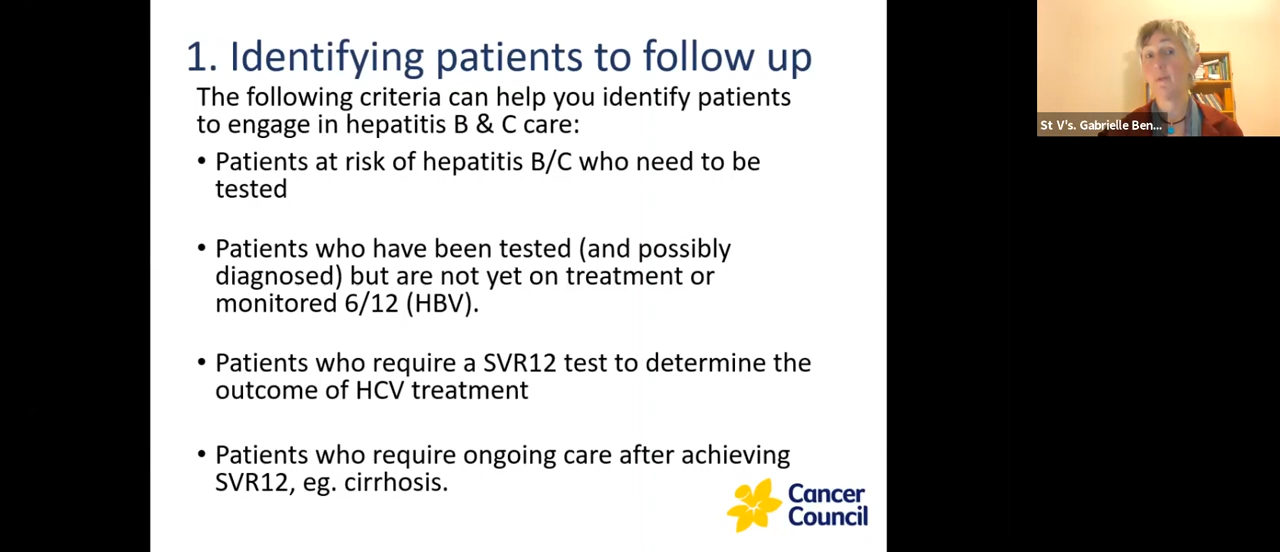 1. Identifying patients to follow up
The following criteria can help you identify patients
to engage in hepatitis B & C care:
• Patients at risk of hepatitis B/C who need to be
tested
• Patients who have been tested (and possibly
diagnosed) but are not yet on treatment or
monitored 6/12 (HBV).
• Patients who require a SVR12 test to determine the
outcome of HCV treatment
• Patients who require ongoing care after achieving
SVR12, eg. cirrhosis.
Cancer
Council
St V's. Gabrielle Ben...